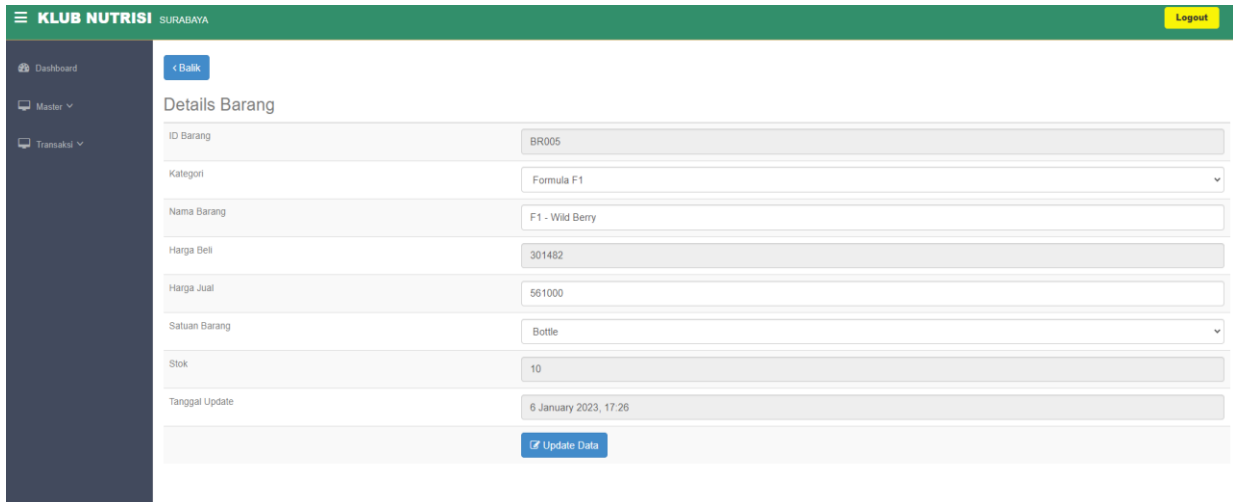 KLUB NUTRISI SURABAYA
Logout
Dashboard
Master
Transaksi
Balik
Details Barang
ID Barang BR005
Kategori Formula F1
Nama Barang F1 - Wild Berry
Harga Beli 301482
Harga Jual 561000
Satuan Barang Bottle
Stok 10
Tanggal Update 6 January 2023, 17:26
Update Data